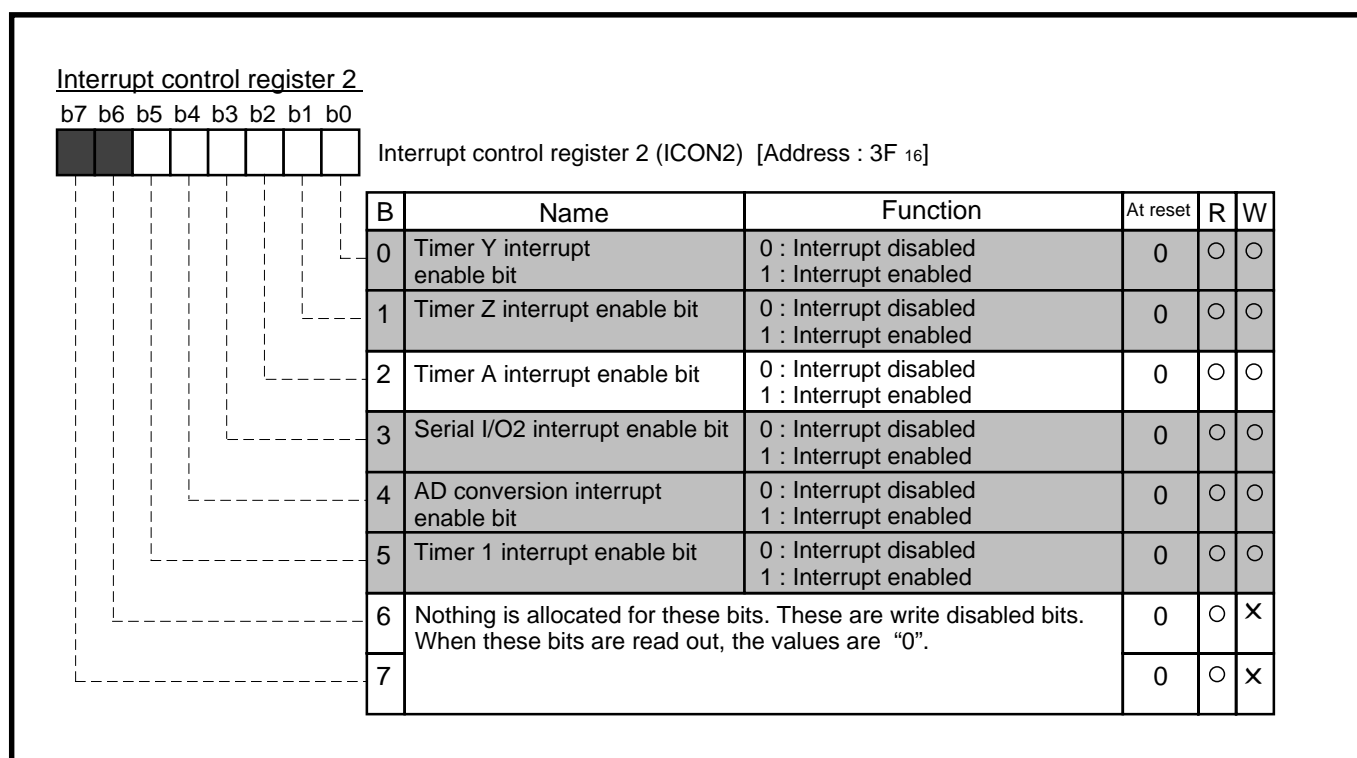 Interrupt control register 2
b7 b6 b5 b4 b3 b2 b1 b0
Interrupt control register 2 (ICON2) [Address : 3F 16]
B Name Function At reset R W
0 Timer Y interrupt enable bit 0 : Interrupt disabled 0 ○ ○
1 : Interrupt enabled
1 Timer Z interrupt enable bit 0 : Interrupt disabled 0 ○ ○
1 : Interrupt enabled
2 Timer A interrupt enable bit 0 : Interrupt disabled 0 ○ ○
1 : Interrupt enabled
3 Serial I/O2 interrupt enable bit 0 : Interrupt disabled 0 ○ ○
1 : Interrupt enabled
4 AD conversion interrupt enable bit 0 : Interrupt disabled 0 ○ ○
1 : Interrupt enabled
5 Timer 1 interrupt enable bit 0 : Interrupt disabled 0 ○ ○
1 : Interrupt enabled
6 Nothing is allocated for these bits. These are write disabled bits. 0 ○ ×
When these bits are read out, the values are “0”.
7 0 ○ ×